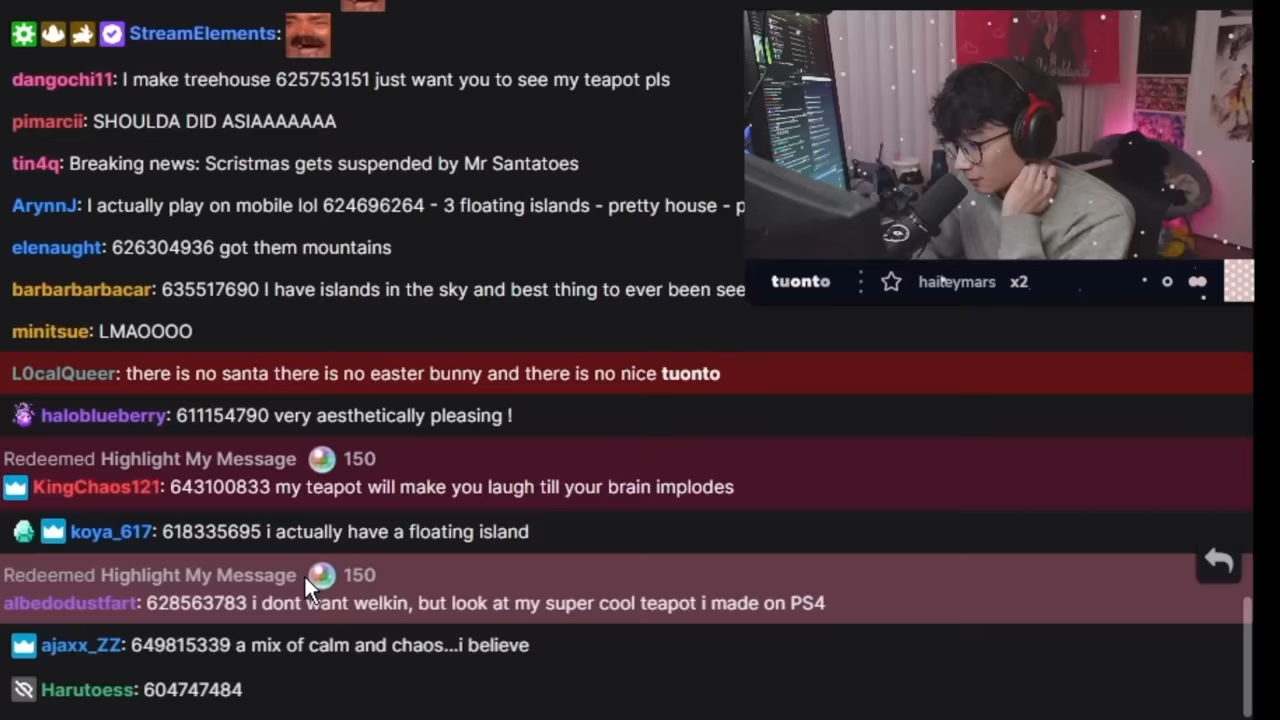 StreamElements:
dangochi11: I make treehouse 625753151 just want you to see my teapot pls
pimarcii: SHOULDA DID ASIAAAAAAA
tin4q: Breaking news: Scristmas gets suspended by Mr Santatoes
ArynnJ: I actually play on mobile lol 624696264 - 3 floating islands - pretty house - p
elenaught: 626304936 got them mountains
barbarbarbacar: 635517690 I have islands in the sky and best thing to ever been see
minitsue: LMAOOOO
L0calQueer: there is no santa there is no easter bunny and there is no nice tuonto
haloblueberry: 611154790 very aesthetically pleasing !
Redeemed Highlight My Message 150
KingChaos121: 643100833 my teapot will make you laugh till your brain implodes
koya_617: 618335695 i actually have a floating island
Redeemed Highlight My Message 150
albedodustfart: 628563783 i dont want welkin, but look at my super cool teapot i made on PS4
ajaxx_ZZ: 649815339 a mix of calm and chaos...i believe
Harutoess: 604747484
tuonto
haileymars x2